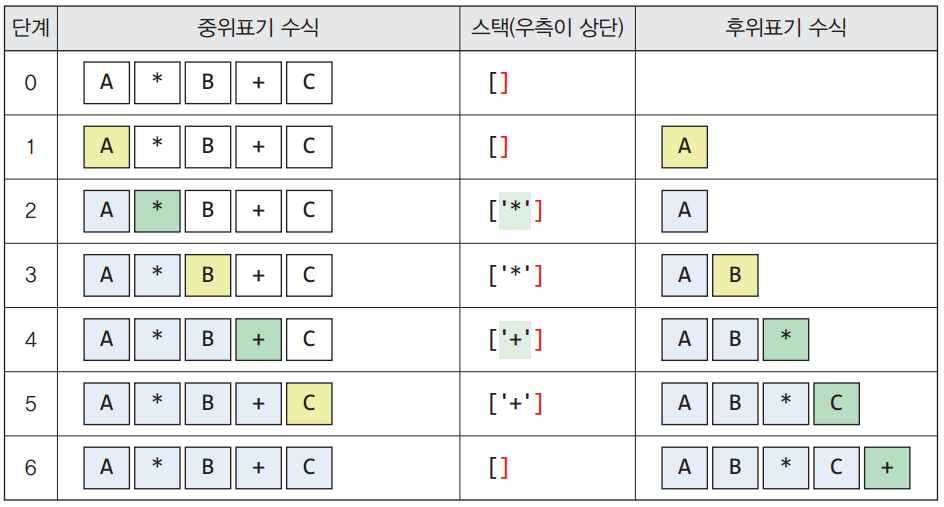 단계 중위표기 수식 스택(우측이 상단) 후위표기 수식
0 A * B + C []
1 A * B + C [] A
2 A * B + C ['*'] A
3 A * B + C ['*'] A B
4 A * B + C ['+'] A B *
5 A * B + C ['+'] A B * C
6 A * B + C [] A B * C +